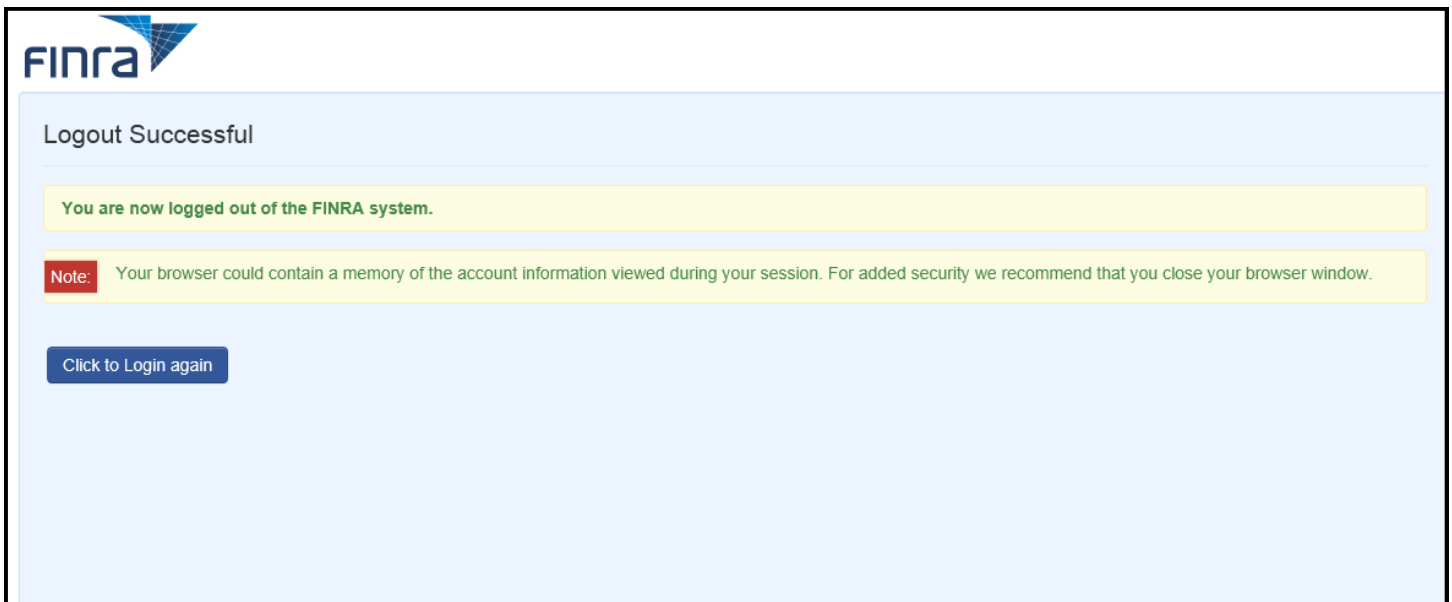 FINRA
Logout Successful
You are now logged out of the FINRA system.
Note: Your browser could contain a memory of the account information viewed during your session. For added security we recommend that you close your browser window.
Click to Login again